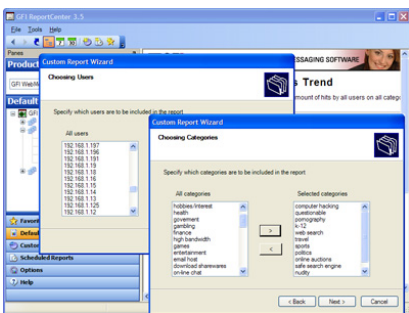 GFI ReportCenter 3.5
File Tools Help
Panes
Product
GFI WebM
Default
GFI
Favorit
Defaul
Custom
Scheduled Reports
Options
Help
ESSAGING SOFTWARE
s Trend
mount of hits by all users on all categ
Custom Report Wizard
Choosing Users
Specify which users are to be included in the report
All users
192.168.1.197
192.168.1.196
192.168.1.191
192.168.1.19
192.168.1.18
192.168.1.16
192.168.1.15
192.168.1.14
192.168.1.13
192.168.1.125
192.168.1.12
Custom Report Wizard
Choosing Categories
Specify which categories are to be included in the report
All categories
hobbies/interest
health
goverment
gambling
finance
high bandwidth
games
entertainment
email host
download sharewares
on-line chat
>
<
Selected categories
computer hacking
questionable
pornography
k-12
web search
travel
sports
politics
online auctions
safe search engine
nudity
< Back
Next >
Cancel